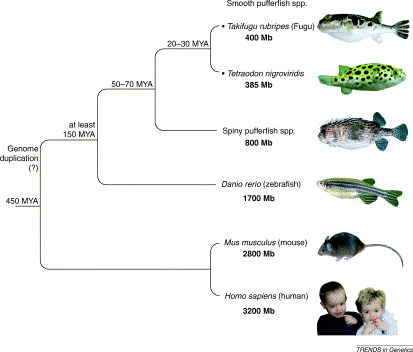 Smooth pufferfish spp.
• Takifugu rubripes (Fugu)
400 Mb
20–30 MYA
• Tetraodon nigroviridis
385 Mb
50–70 MYA
at least
150 MYA
Spiny pufferfish spp.
800 Mb
Genome
duplication
(?)
Danio rerio (zebrafish)
1700 Mb
450 MYA
Mus musculus (mouse)
2800 Mb
Homo sapiens (human)
3200 Mb
TRENDS in Genetics